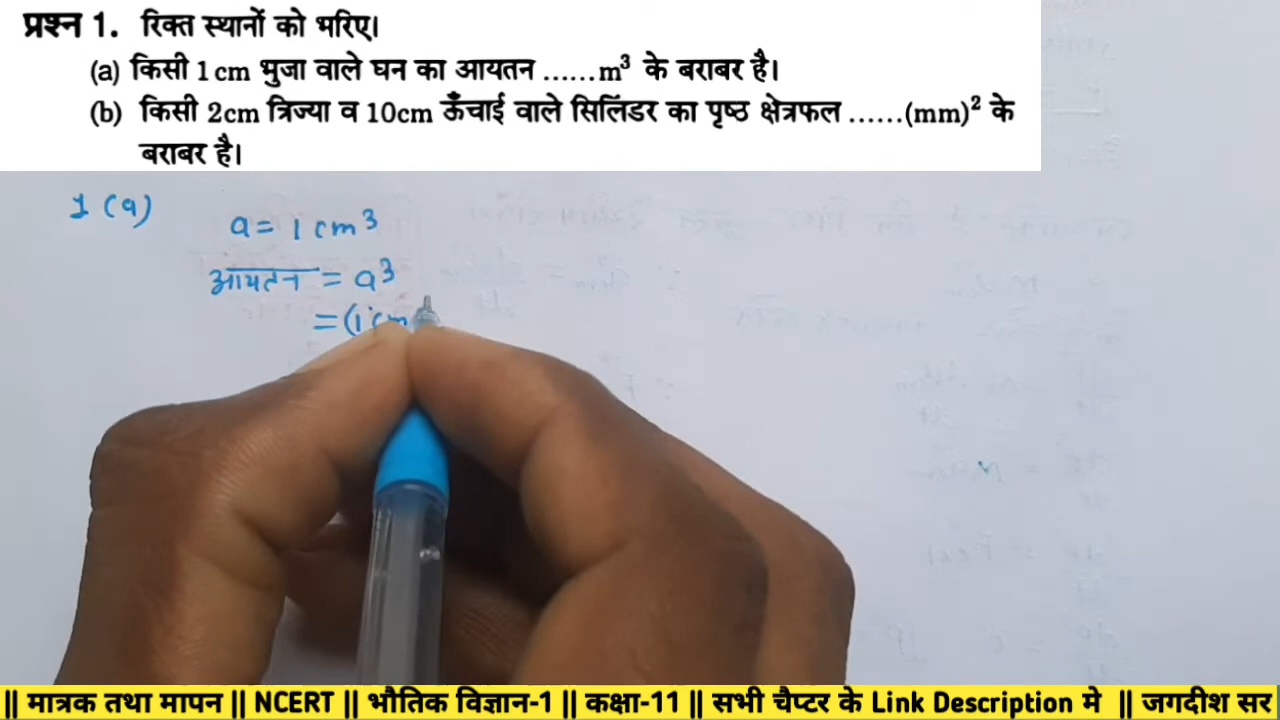 प्रश्न 1. रिक्त स्थानों को भरिए।
(a) किसी 1 cm भुजा वाले घन का आयतन ......m³ के बराबर है।
(b) किसी 2cm त्रिज्या व 10cm ऊँचाई वाले सिलिंडर का पृष्ठ क्षेत्रफल ......(mm)² के
बराबर है।
1 (a)
a = 1 cm³
आयतन = a³
= (1 cm
|| मात्रक तथा मापन || NCERT || भौतिक विज्ञान-1 || कक्षा-11 || सभी चैप्टर के Link Description मे || जगदीश सर